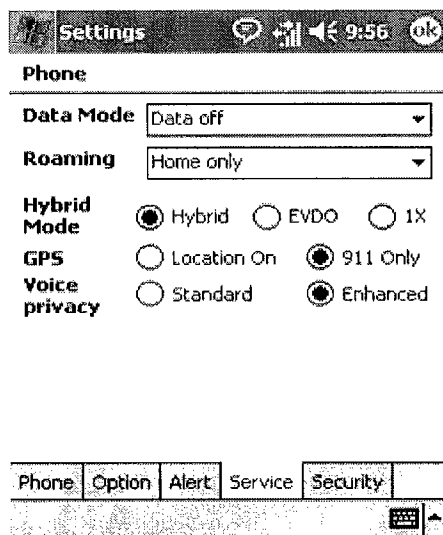 Settings 9:56 ok
Phone
Data Mode Data off
Roaming Home only
Hybrid Mode Hybrid EVDO 1X
GPS Location On 911 Only
Voice privacy Standard Enhanced
Phone Option Alert Service Security